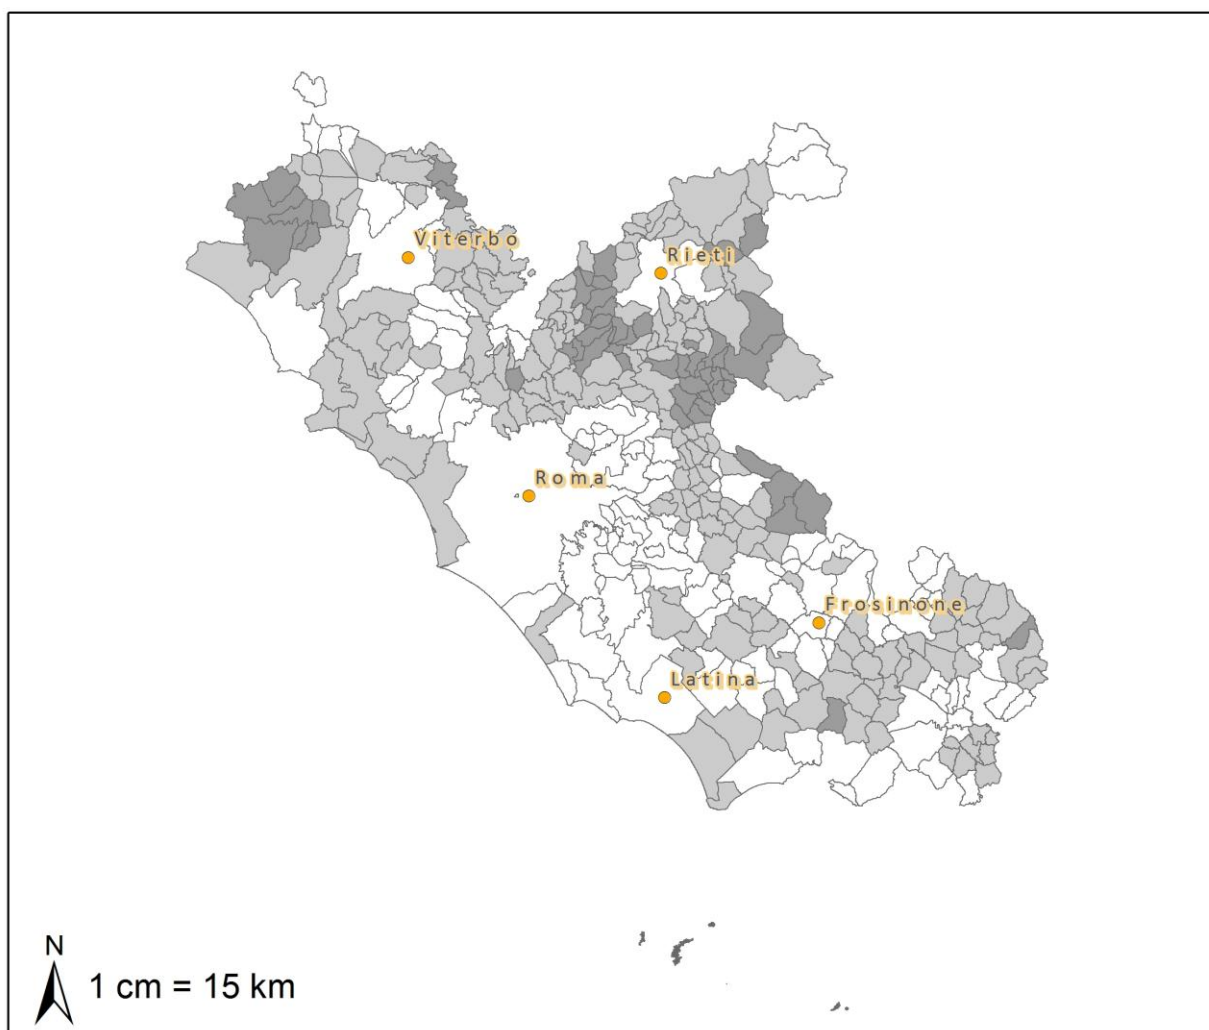 Viterbo
Rieti
Roma
Frosinone
Latina
N
1 cm = 15 km